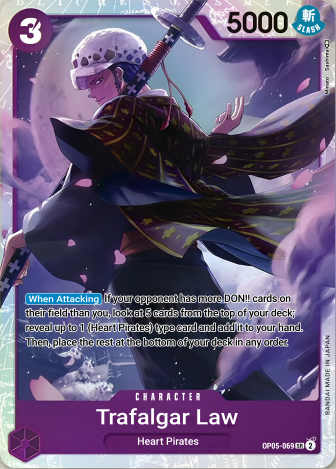 3
5000
斬
SLASH
Minato Sashima
When Attacking If your opponent has more DON!! cards on
their field than you, look at 5 cards from the top of your deck;
reveal up to 1 {Heart Pirates} type card and add it to your hand.
Then, place the rest at the bottom of your deck in any order.
BANDAI MADE IN JAPAN
CHARACTER
Trafalgar Law
Heart Pirates
OP05-069 SR 2